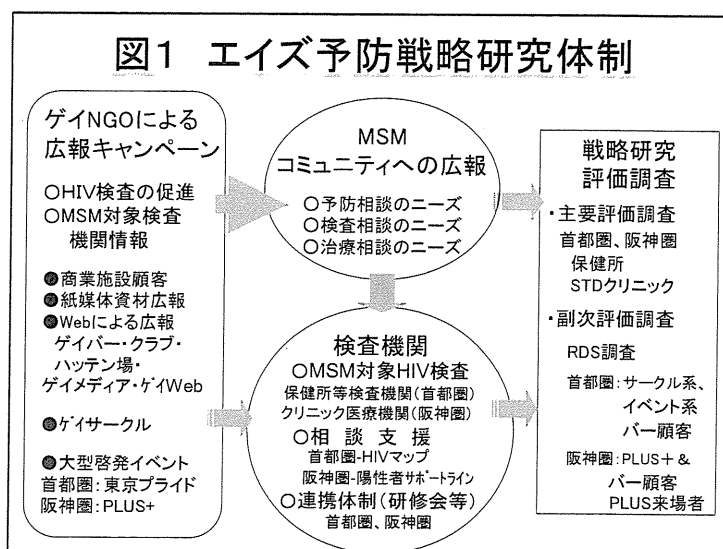 図1 エイズ予防戦略研究体制
ゲイNGOによる
広報キャンペーン
○HIV検査の促進
○MSM対象検査
機関情報
●商業施設顧客
●紙媒体資材広報
●Webによる広報
ゲイバー・クラブ・
ハッテン場・
ゲイメディア・ゲイWeb
●ゲイサークル
●大型啓発イベント
首都圏:東京プライド
阪神圏:PLUS+
MSM
コミュニティへの広報
○予防相談のニーズ
○検査相談のニーズ
○治療相談のニーズ
検査機関
○MSM対象HIV検査
保健所等検査機関(首都圏)
クリニック医療機関(阪神圏)
○相談支援
首都圏-HIVマップ
阪神圏-陽性者サポートライン
○連携体制(研修会等)
首都圏、阪神圏
戦略研究
評価調査
・主要評価調査
首都圏、阪神圏
保健所
STDクリニック
・副次評価調査
RDS調査
首都圏:サークル系、
イベント系
バー顧客
阪神圏:PLUS+&
バー顧客
PLUS来場者